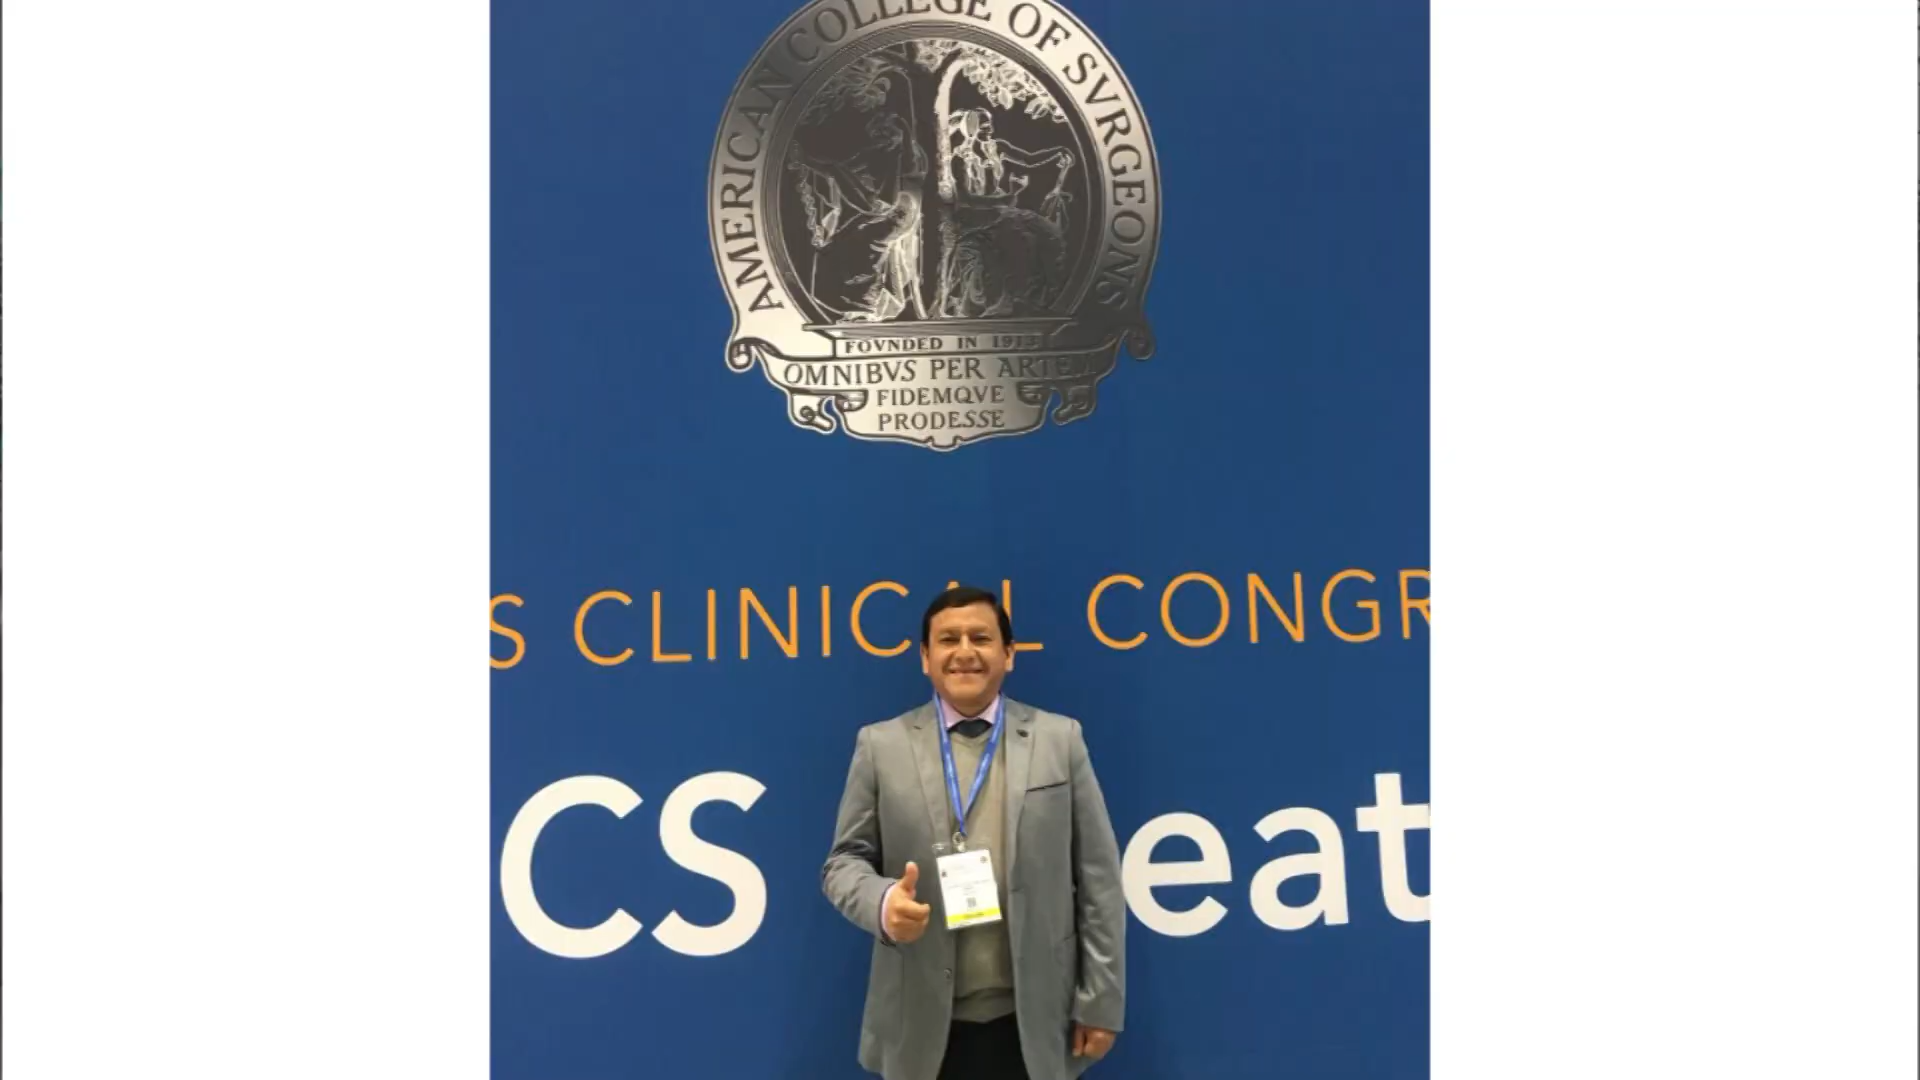 AMERICAN COLLEGE OF SVRGEONS
FOVNDED IN 1913
OMNIBVS PER ARTEM
FIDEMQVE
PRODESSE
S CLINICAL CONGR
CS eat